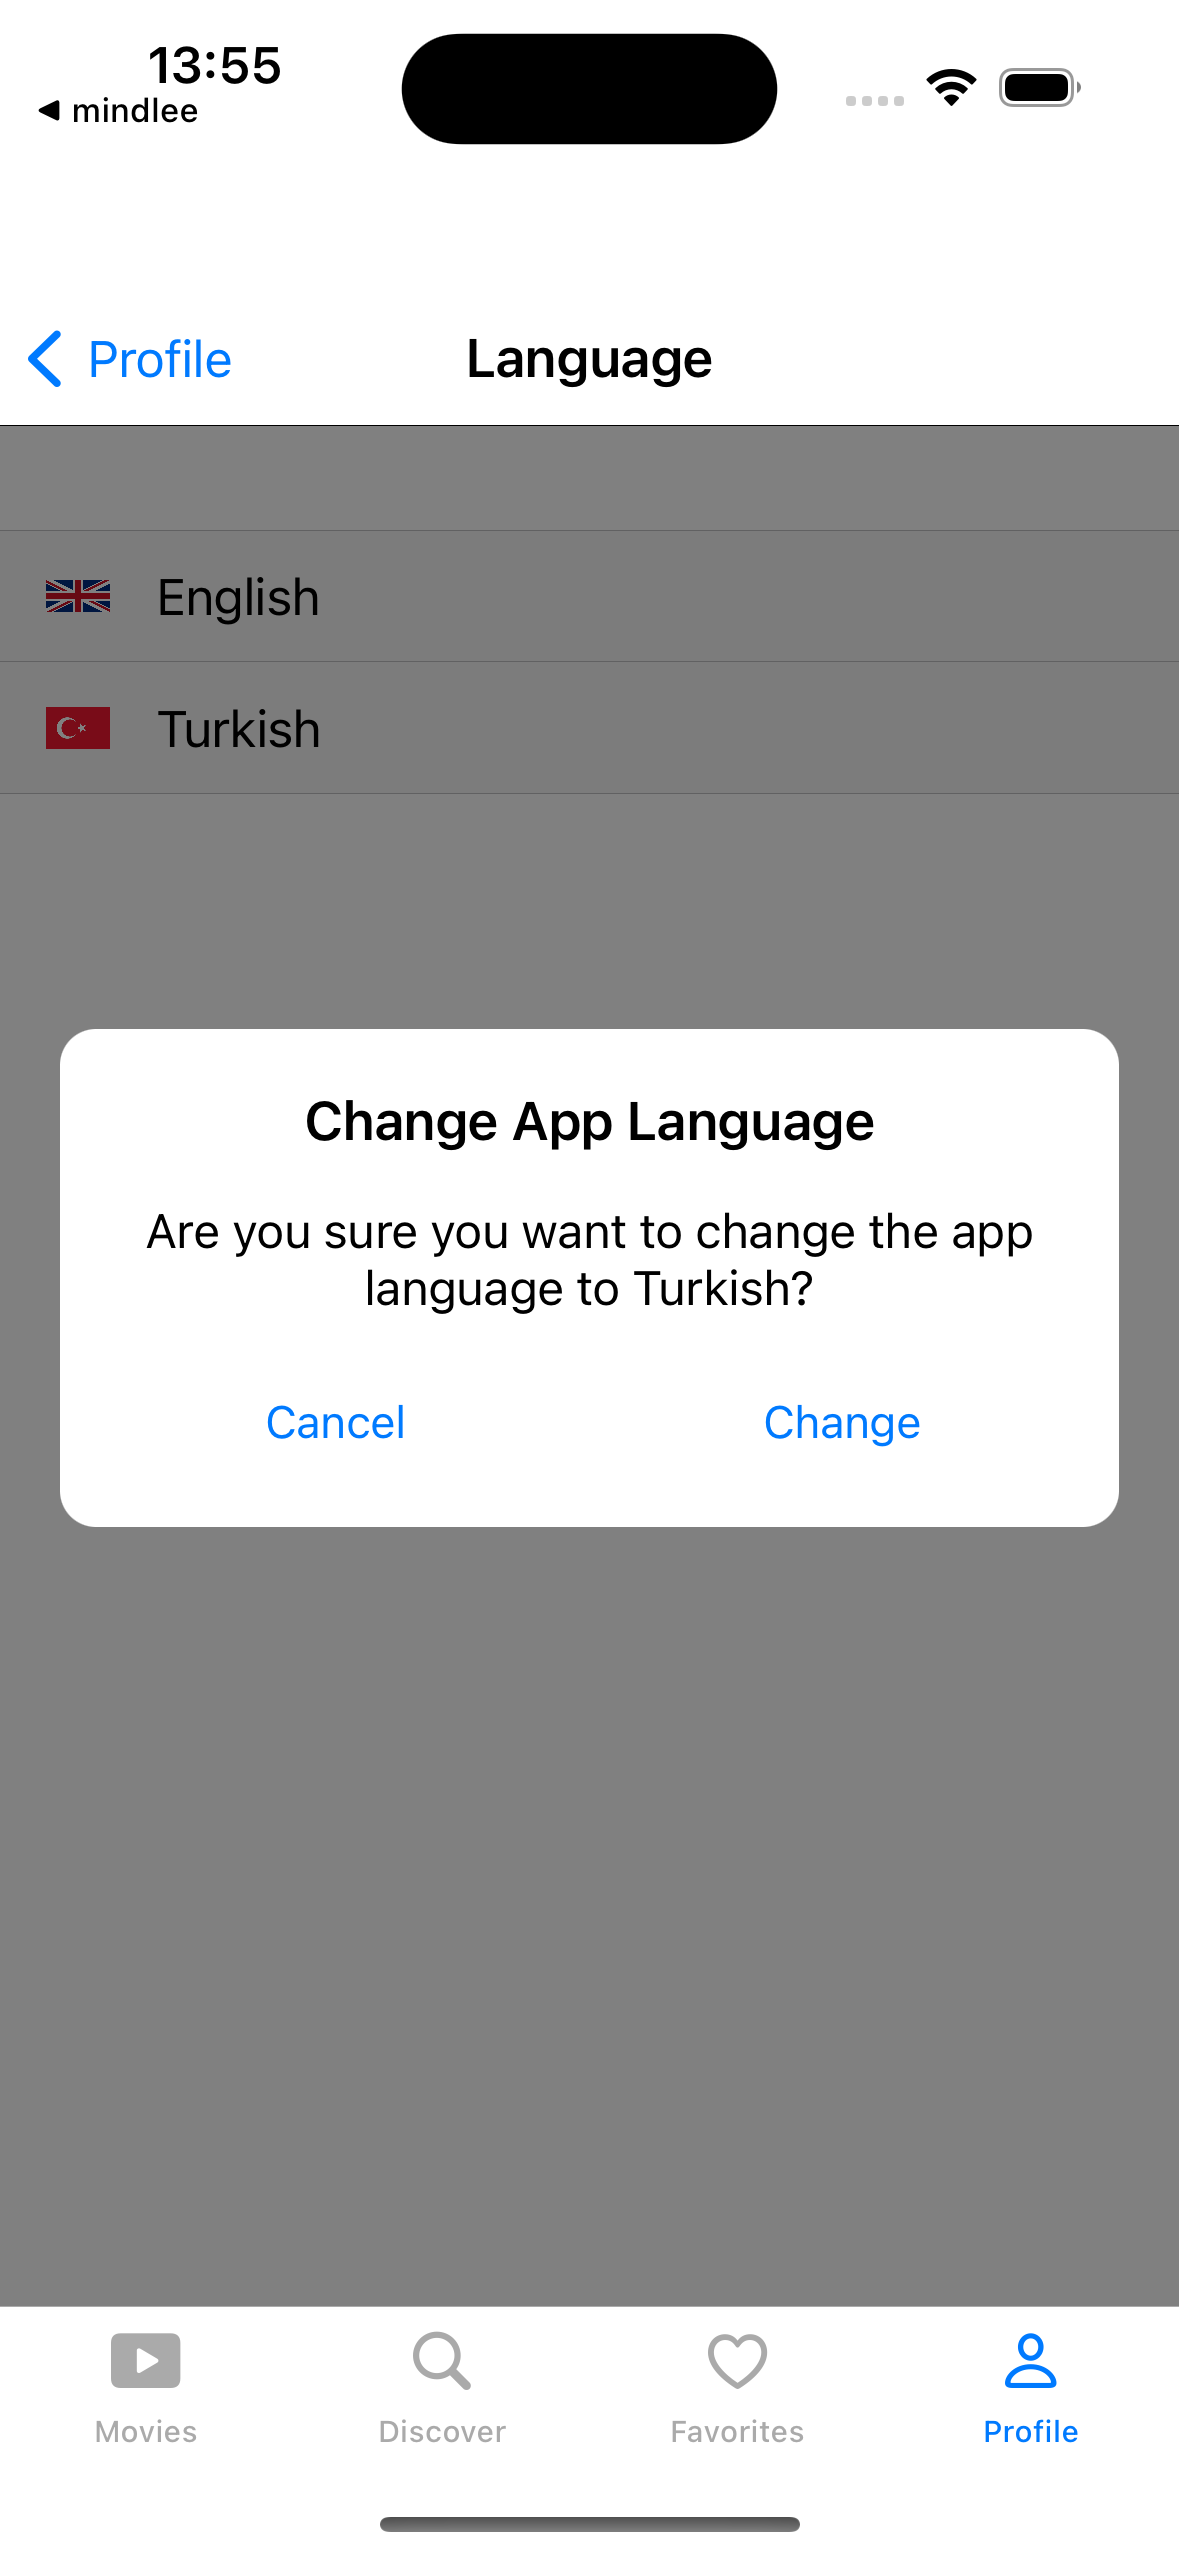 13:55
mindlee
Profile
Language
English
Turkish
Change App Language
Are you sure you want to change the app
language to Turkish?
Cancel
Change
Movies
Discover
Favorites
Profile